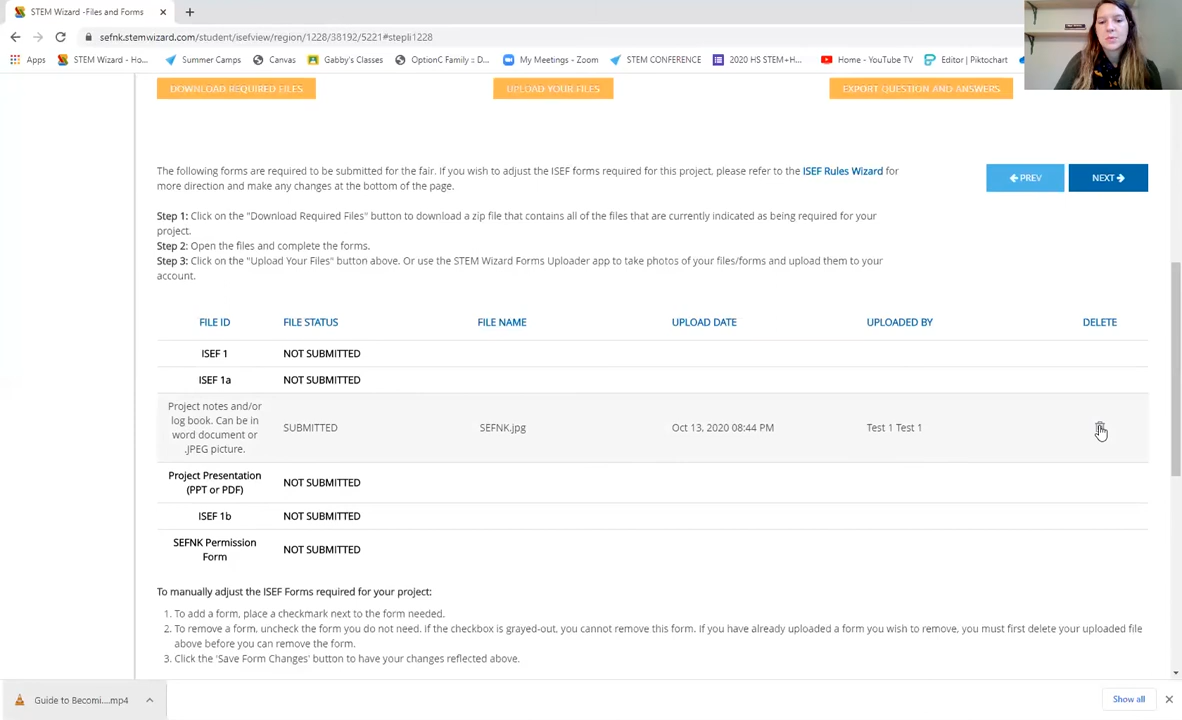 STEM Wizard -Files and Forms
sefnk.stemwizard.com/student/isefview/region/1228/38192/5221#stepli1228
Apps STEM Wizard - Ho... Summer Camps Canvas Gabby's Classes OptionC Family :: D... My Meetings - Zoom STEM CONFERENCE 2020 HS STEM+H... Home - YouTube TV Editor | Piktochart
DOWNLOAD REQUIRED FILES UPLOAD YOUR FILES EXPORT QUESTION AND ANSWERS
The following forms are required to be submitted for the fair. If you wish to adjust the ISEF forms required for this project, please refer to the ISEF Rules Wizard for
more direction and make any changes at the bottom of the page.
PREV NEXT
Step 1: Click on the "Download Required Files" button to download a zip file that contains all of the files that are currently indicated as being required for your
project.
Step 2: Open the files and complete the forms.
Step 3: Click on the "Upload Your Files" button above. Or use the STEM Wizard Forms Uploader app to take photos of your files/forms and upload them to your
account.
FILE ID FILE STATUS FILE NAME UPLOAD DATE UPLOADED BY DELETE
ISEF 1 NOT SUBMITTED
ISEF 1a NOT SUBMITTED
Project notes and/or
log book. Can be in
word document or
.JPEG picture.
SUBMITTED SEFNK.jpg Oct 13, 2020 08:44 PM Test 1 Test 1
Project Presentation
(PPT or PDF)
NOT SUBMITTED
ISEF 1b NOT SUBMITTED
SEFNK Permission
Form
NOT SUBMITTED
To manually adjust the ISEF Forms required for your project:
1. To add a form, place a checkmark next to the form needed.
2. To remove a form, uncheck the form you do not need. If the checkbox is grayed-out, you cannot remove this form. If you have already uploaded a form you wish to remove, you must first delete your uploaded file
above before you can remove the form.
3. Click the 'Save Form Changes' button to have your changes reflected above.
Guide to Becomi....mp4
Show all